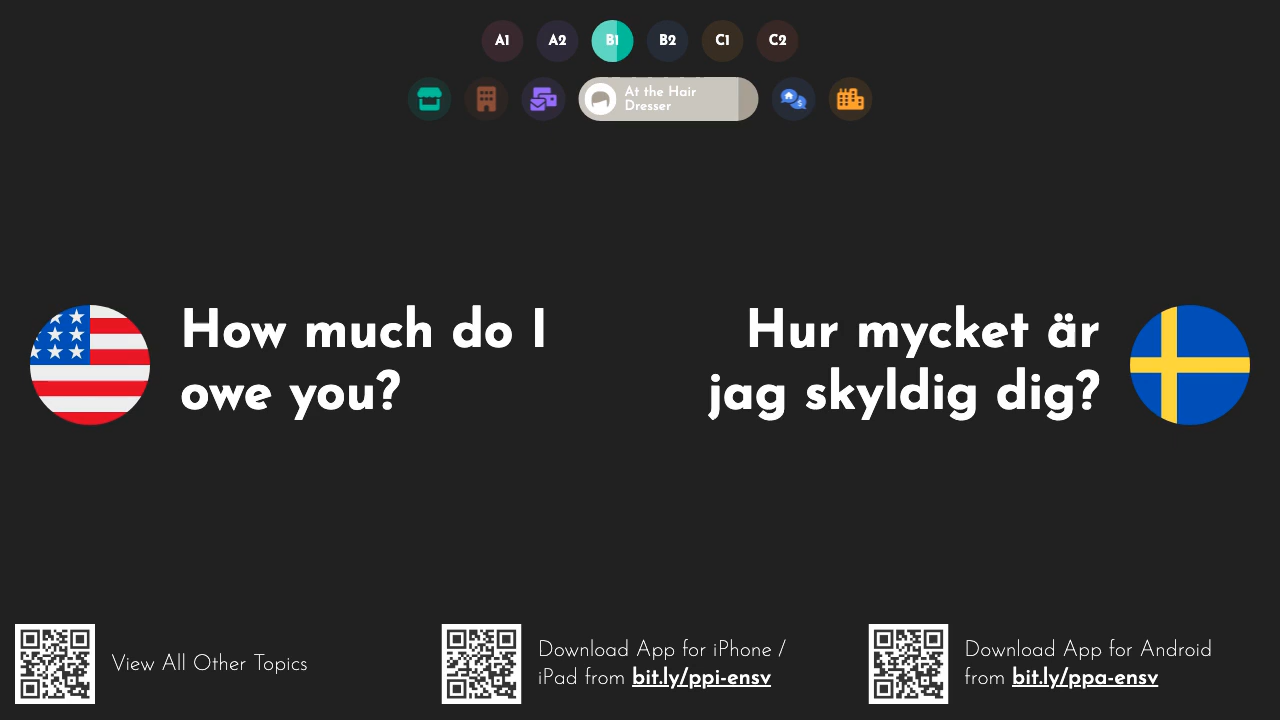 A1 A2 B1 B2 C1 C2
At the Hair
Dresser
How much do I
owe you?
Hur mycket är
jag skyldig dig?
View All Other Topics
Download App for iPhone /
iPad from bit.ly/ppi-ensv
Download App for Android
from bit.ly/ppa-ensv